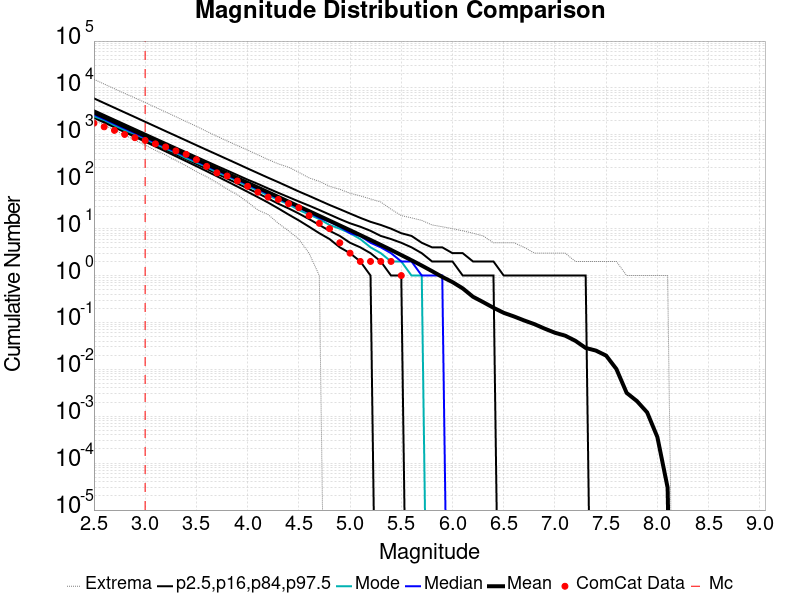 Magnitude Distribution Comparison
10 5
10 4
10 3
10 2
10 1
10 0
10 -1
10 -2
10 -3
10 -4
10 -5
Cumulative Number
2.5 3.0 3.5 4.0 4.5 5.0 5.5 6.0 6.5 7.0 7.5 8.0 8.5 9.0
Magnitude
Extrema p2.5,p16,p84,p97.5 Mode Median Mean ComCat Data Mc